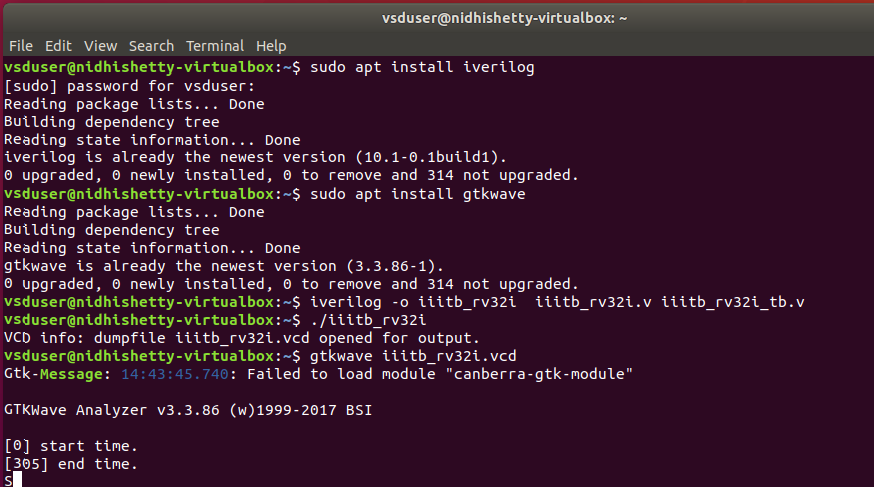 vsduser@nidhishetty-virtualbox: ~
File Edit View Search Terminal Help
vsduser@nidhishetty-virtualbox:~$ sudo apt install iverilog
[sudo] password for vsduser:
Reading package lists... Done
Building dependency tree
Reading state information... Done
iverilog is already the newest version (10.1-0.1build1).
0 upgraded, 0 newly installed, 0 to remove and 314 not upgraded.
vsduser@nidhishetty-virtualbox:~$ sudo apt install gtkwave
Reading package lists... Done
Building dependency tree
Reading state information... Done
gtkwave is already the newest version (3.3.86-1).
0 upgraded, 0 newly installed, 0 to remove and 314 not upgraded.
vsduser@nidhishetty-virtualbox:~$ iverilog -o iiitb_rv32i  iiitb_rv32i.v iiitb_rv32i_tb.v
vsduser@nidhishetty-virtualbox:~$ ./iiitb_rv32i
VCD info: dumpfile iiitb_rv32i.vcd opened for output.
vsduser@nidhishetty-virtualbox:~$ gtkwave iiitb_rv32i.vcd
Gtk-Message: 14:43:45.740: Failed to load module "canberra-gtk-module"
GTKWave Analyzer v3.3.86 (w)1999-2017 BSI
[0] start time.
[305] end time.
S